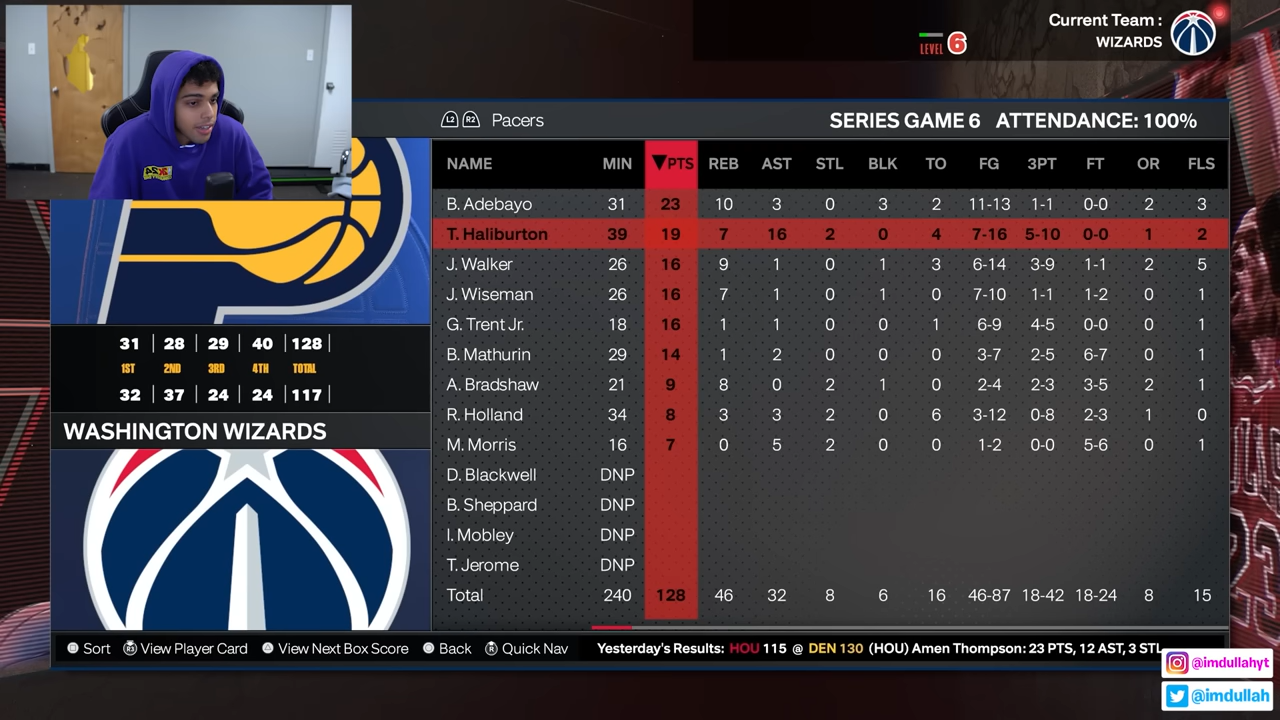 Current Team :
LEVEL 6 WIZARDS
L2 R2 Pacers SERIES GAME 6 ATTENDANCE: 100%
NAME MIN ▼PTS REB AST STL BLK TO FG 3PT FT OR FLS
B. Adebayo 31 23 10 3 0 3 2 11-13 1-1 0-0 2 3
T. Haliburton 39 19 7 16 2 0 4 7-16 5-10 0-0 1 2
J. Walker 26 16 9 1 0 1 3 6-14 3-9 1-1 2 5
J. Wiseman 26 16 7 1 0 1 0 7-10 1-1 1-2 0 1
G. Trent Jr. 18 16 1 1 0 0 1 6-9 4-5 0-0 0 1
B. Mathurin 29 14 1 2 0 0 0 3-7 2-5 6-7 0 1
A. Bradshaw 21 9 8 0 2 1 0 2-4 2-3 3-5 2 1
R. Holland 34 8 3 3 2 0 6 3-12 0-8 2-3 1 0
M. Morris 16 7 0 5 2 0 0 1-2 0-0 5-6 0 1
D. Blackwell DNP
B. Sheppard DNP
I. Mobley DNP
T. Jerome DNP
Total 240 128 46 32 8 6 16 46-87 18-42 18-24 8 15
31 28 29 40 128
1ST 2ND 3RD 4TH TOTAL
32 37 24 24 117
WASHINGTON WIZARDS
Sort R3 View Player Card View Next Box Score Back R Quick Nav Yesterday's Results: HOU 115 @ DEN 130 (HOU) Amen Thompson: 23 PTS, 12 AST, 3 STL
@imdullahyt
@imdullah